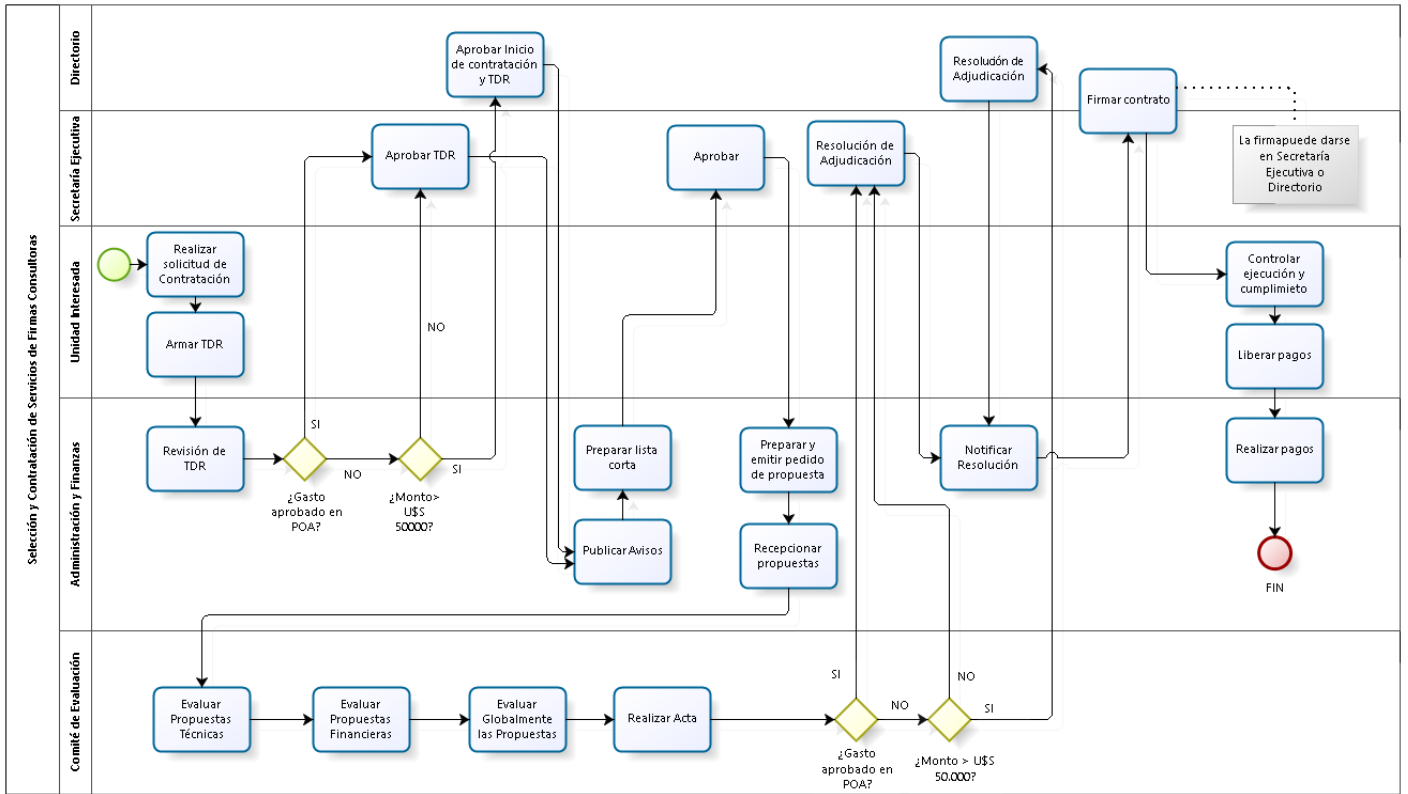 Selección y Contratación de Servicios de Firmas Consultoras
Directorio
Aprobar Inicio
de contratación
y TDR
Resolución de
Adjudicación
Firmar contrato
Secretaría Ejecutiva
Aprobar TDR
Aprobar
Resolución de
Adjudicación
La firmapuede darse
en Secretaría
Ejecutiva o
Directorio
Unidad Interesada
Realizar
solicitud de
Contratación
Armar TDR
NO
Controlar
ejecución y
cumplimieto
Liberar pagos
Administración y Finanzas
Revisión de
TDR
SI
NO
SI
¿Gasto
aprobado en
POA?
¿Monto>
U$S
50000?
Preparar lista
corta
Publicar Avisos
Preparar y
emitir pedido
de propuesta
Recepcionar
propuestas
Notificar
Resolución
Realizar pagos
FIN
Comité de Evaluación
Evaluar
Propuestas
Técnicas
Evaluar
Propuestas
Financieras
Evaluar
Globalmente
las Propuestas
Realizar Acta
SI
NO
NO
SI
¿Gasto
aprobado en
POA?
¿Monto > U$S
50.000?